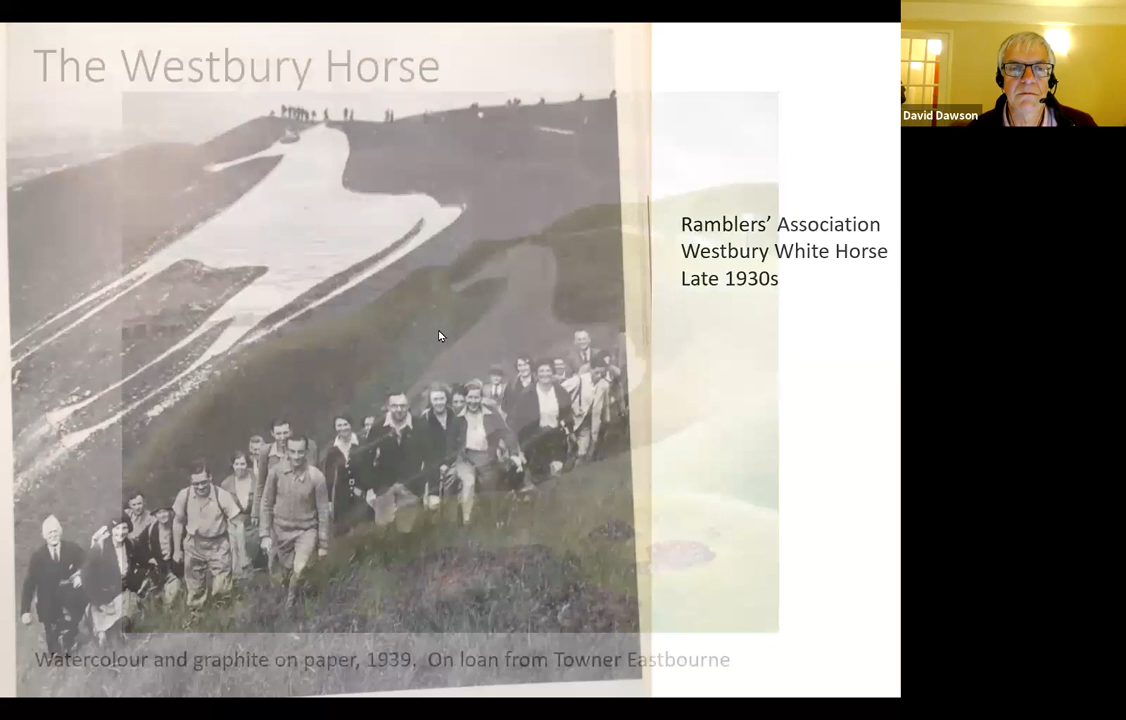 The Westbury Horse
David Dawson
Ramblers’ Association
Westbury White Horse
Late 1930s
Watercolour and graphite on paper, 1939. On loan from Towner Eastbourne